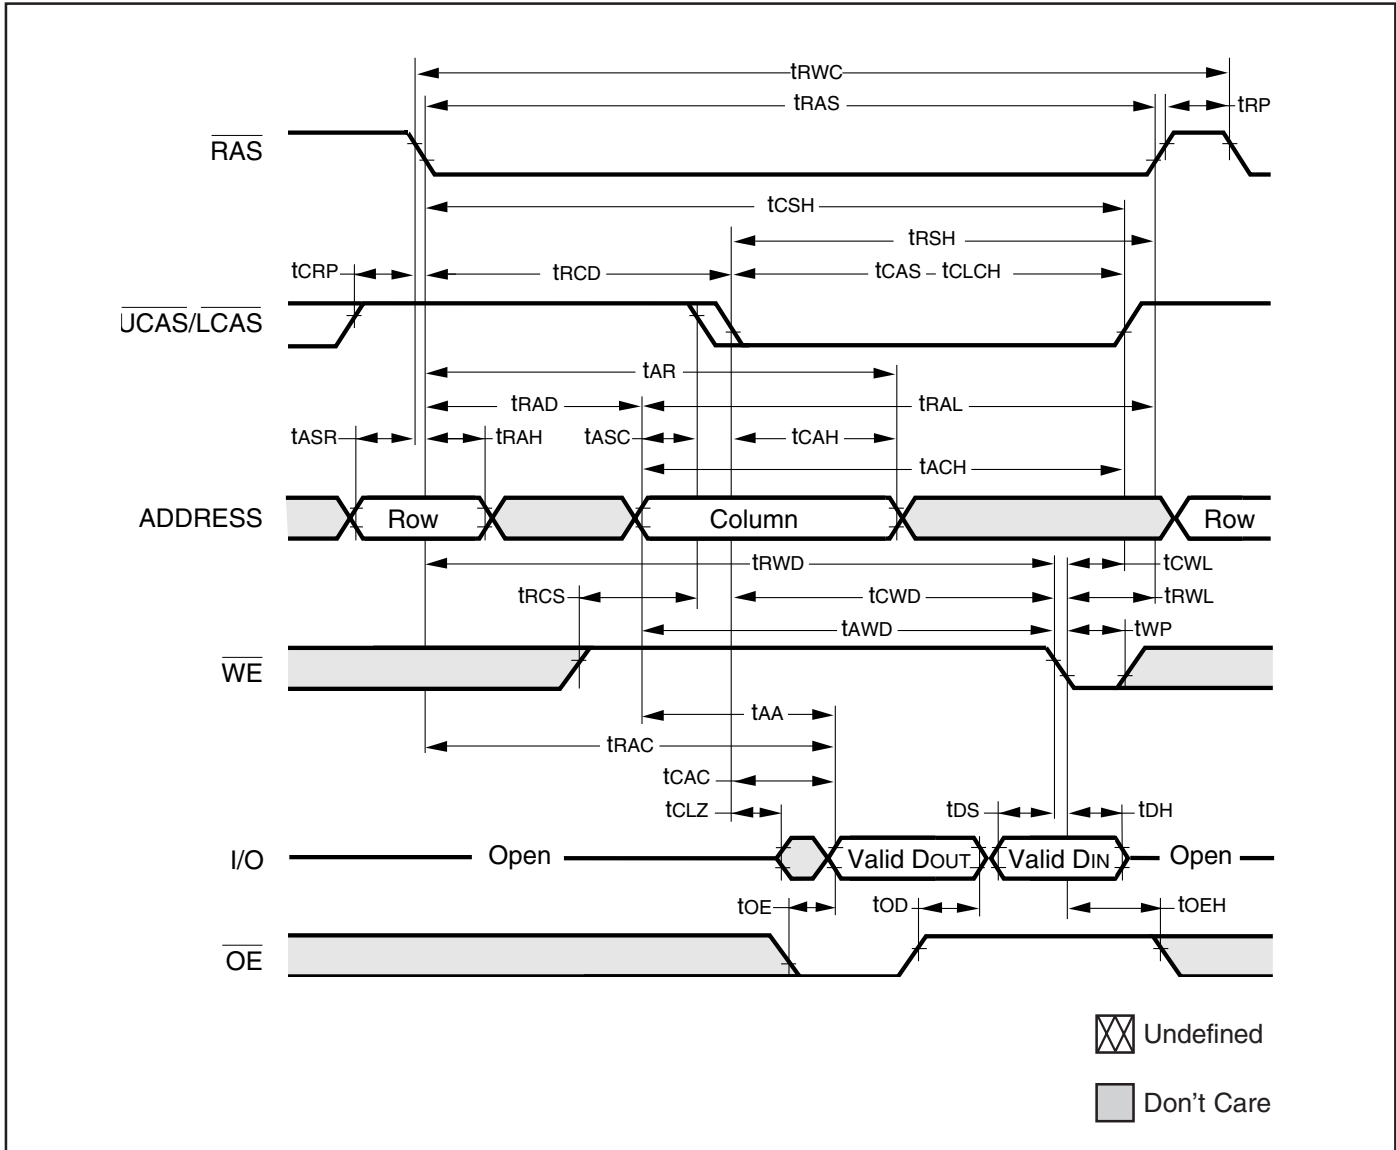 tRWC
tRAS tRP
RAS
tCSH
tRSH
tCRP tRCD tCAS – tCLCH
UCAS/LCAS
tAR
tRAD tRAL
tASR tRAH tASC tCAH
tACH
ADDRESS Row Column Row
tRWD tCWL
tRCS tCWD tRWL
tAWD tWP
WE
tAA
tRAC
tCAC
tCLZ tDS tDH
I/O Open Valid DOUT Valid DIN Open
tOE tOD tOEH
OE
Undefined
Don't Care